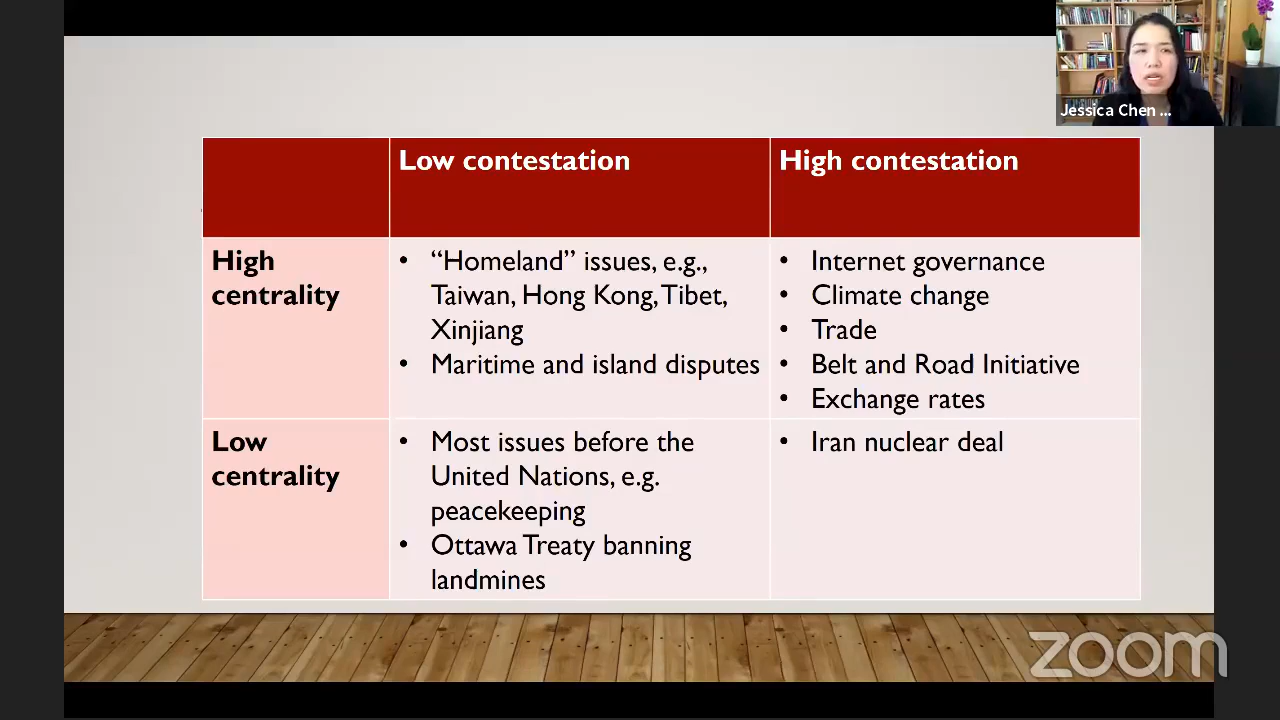 Jessica Chen ...
Low contestation
High contestation
High
centrality
• “Homeland” issues, e.g.,
Taiwan, Hong Kong, Tibet,
Xinjiang
• Maritime and island disputes
• Internet governance
• Climate change
• Trade
• Belt and Road Initiative
• Exchange rates
Low
centrality
• Most issues before the
United Nations, e.g.
peacekeeping
• Ottawa Treaty banning
landmines
• Iran nuclear deal
zoom